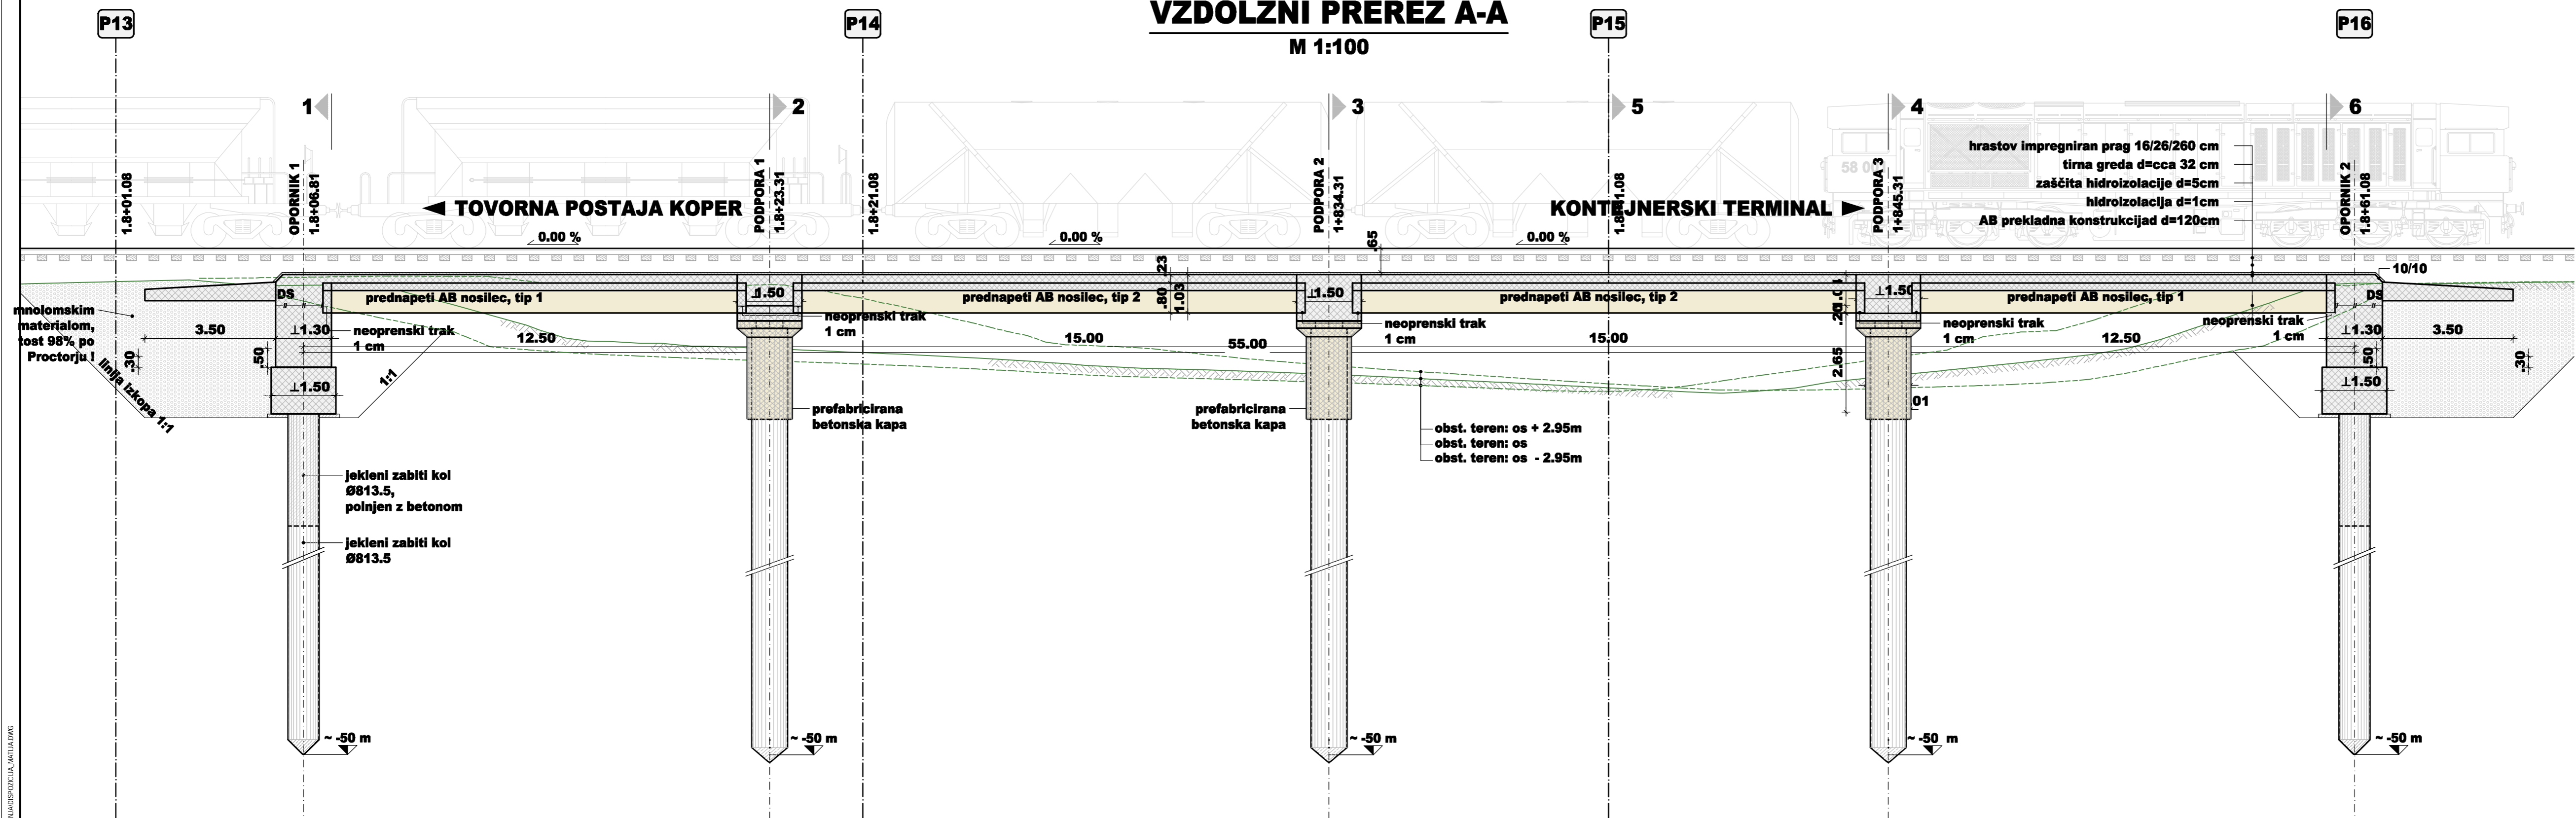 VZDOLZNI PREREZ A-A
M 1:100
P13
P14
P15
P16
1
2
3
5
4
6
1.8+01.08
OPORNIK 1
1.8+06.81
PODPORA 1
1.8+23.31
1.8+21.08
PODPORA 2
1+834.31
PODPORA 3
1+845.31
OPORNIK 2
1.8+61.08
TOVORNA POSTAJA KOPER
KONTEJNERSKI TERMINAL
58 0
hrastov impregniran prag 16/26/260 cm
tirna greda d=cca 32 cm
zaščita hidroizolacije d=5cm
hidroizolacija d=1cm
AB prekladna konstrukcijad d=120cm
0.00 %
0.00 %
0.00 %
.65
.23
.80
1.03
10/10
DS
DS
prednapeti AB nosilec, tip 1
prednapeti AB nosilec, tip 2
prednapeti AB nosilec, tip 2
prednapeti AB nosilec, tip 1
⊥1.50
⊥1.50
⊥1.50
mnolomskim
materialom,
tost 98% po
Proctorju !
linija izkopa 1:1
1:1
3.50
⊥1.30
neoprenski trak
1 cm
neoprenski trak
1 cm
neoprenski trak
1 cm
neoprenski trak
1 cm
neoprenski trak
1 cm
⊥1.30
3.50
12.50
15.00
55.00
15.00
12.50
.30
.50
⊥1.50
2.65
.50
⊥1.50
.30
.01
prefabricirana
betonska kapa
prefabricirana
betonska kapa
obst. teren: os + 2.95m
obst. teren: os
obst. teren: os - 2.95m
jekleni zabiti kol
Ø813.5,
polnjen z betonom
jekleni zabiti kol
Ø813.5
~ -50 m
~ -50 m
~ -50 m
~ -50 m
~ -50 m
NJA\DISPOZICIJA_MATIJA.DWG